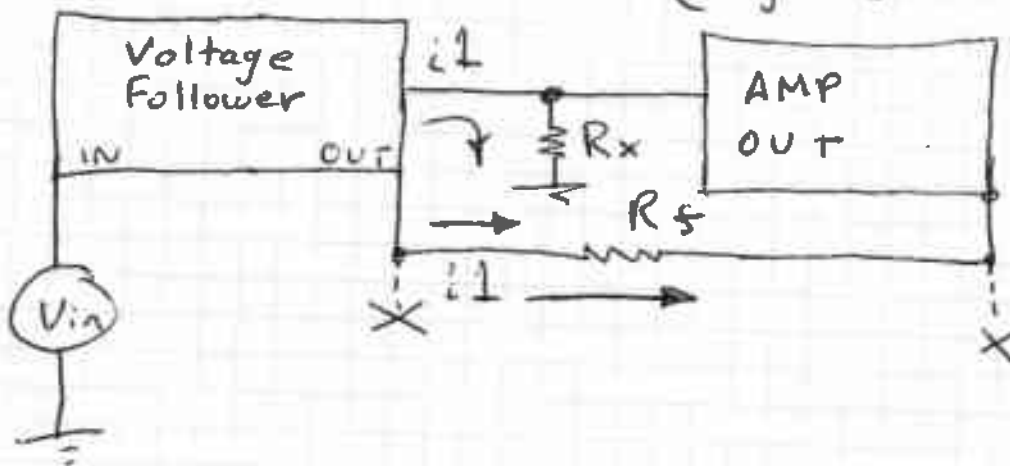 Voltage
Follower
IN
OUT
i1
Rx
AMP
OUT
Rf
i1
Vin
X
X